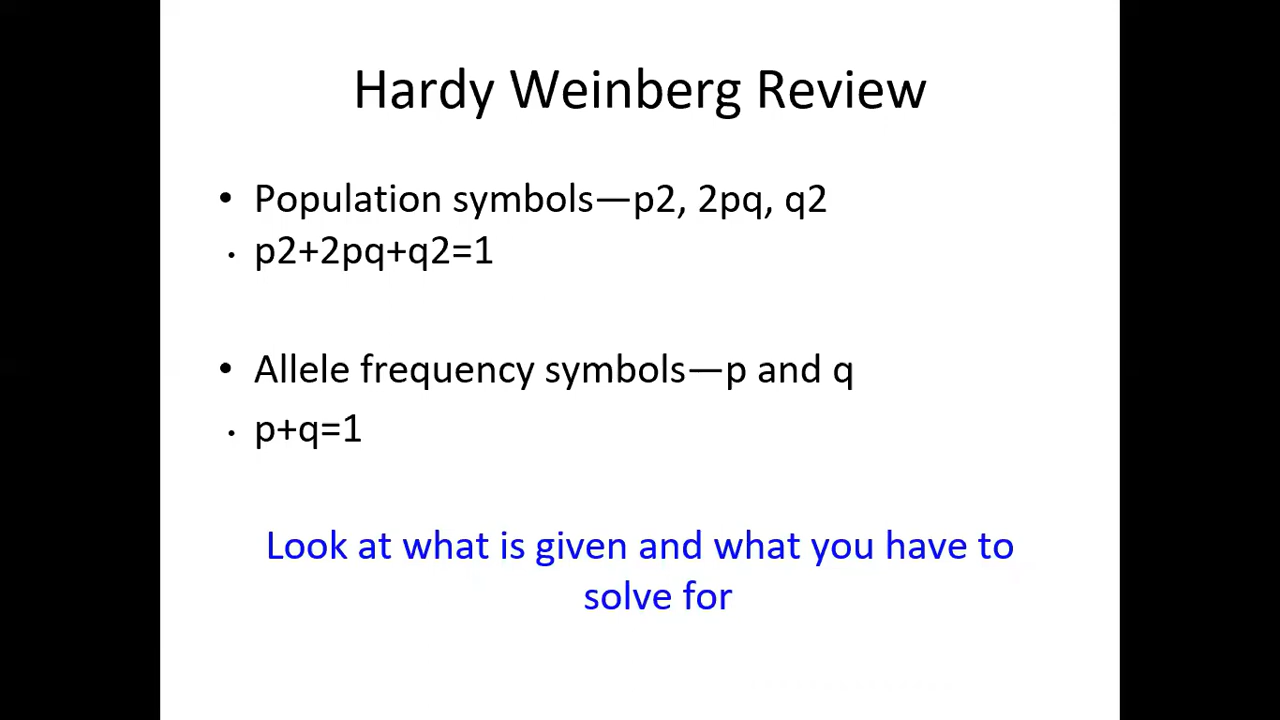 Hardy Weinberg Review
• Population symbols—p2, 2pq, q2
• p2+2pq+q2=1
• Allele frequency symbols—p and q
• p+q=1
Look at what is given and what you have to
solve for